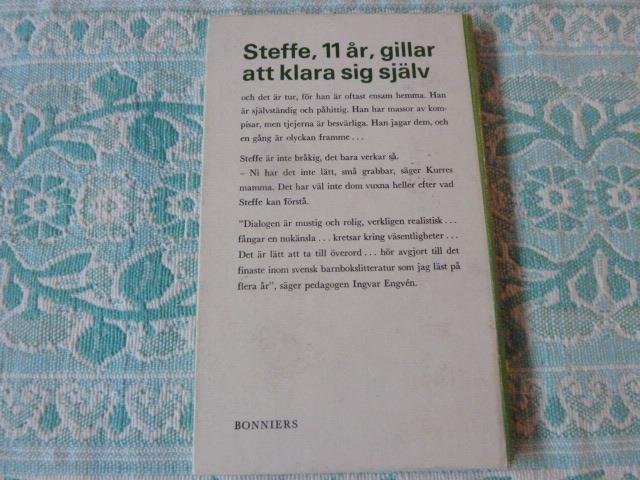 Steffe, 11 år, gillar
att klara sig själv
och det är tur, för han är oftast ensam hemma. Han
är självständig och påhittig. Han har massor av kom-
pisar, men tjejerna är besvärliga. Han jagar dem, och
en gång är olyckan framme . . .
Steffe är inte bråkig, det bara verkar så.
– Ni har det inte lätt, små grabbar, säger Kurres
mamma. Det har väl inte dom vuxna heller efter vad
Steffe kan förstå.
”Dialogen är mustig och rolig, verkligen realistisk . . .
fångar en nukänsla . . . kretsar kring väsentligheter . . .
Det är lätt att ta till överord . . . hör avgjort till det
finaste inom svensk barnbokslitteratur som jag läst på
flera år”, säger pedagogen Ingvar Engvén.
BONNIERS